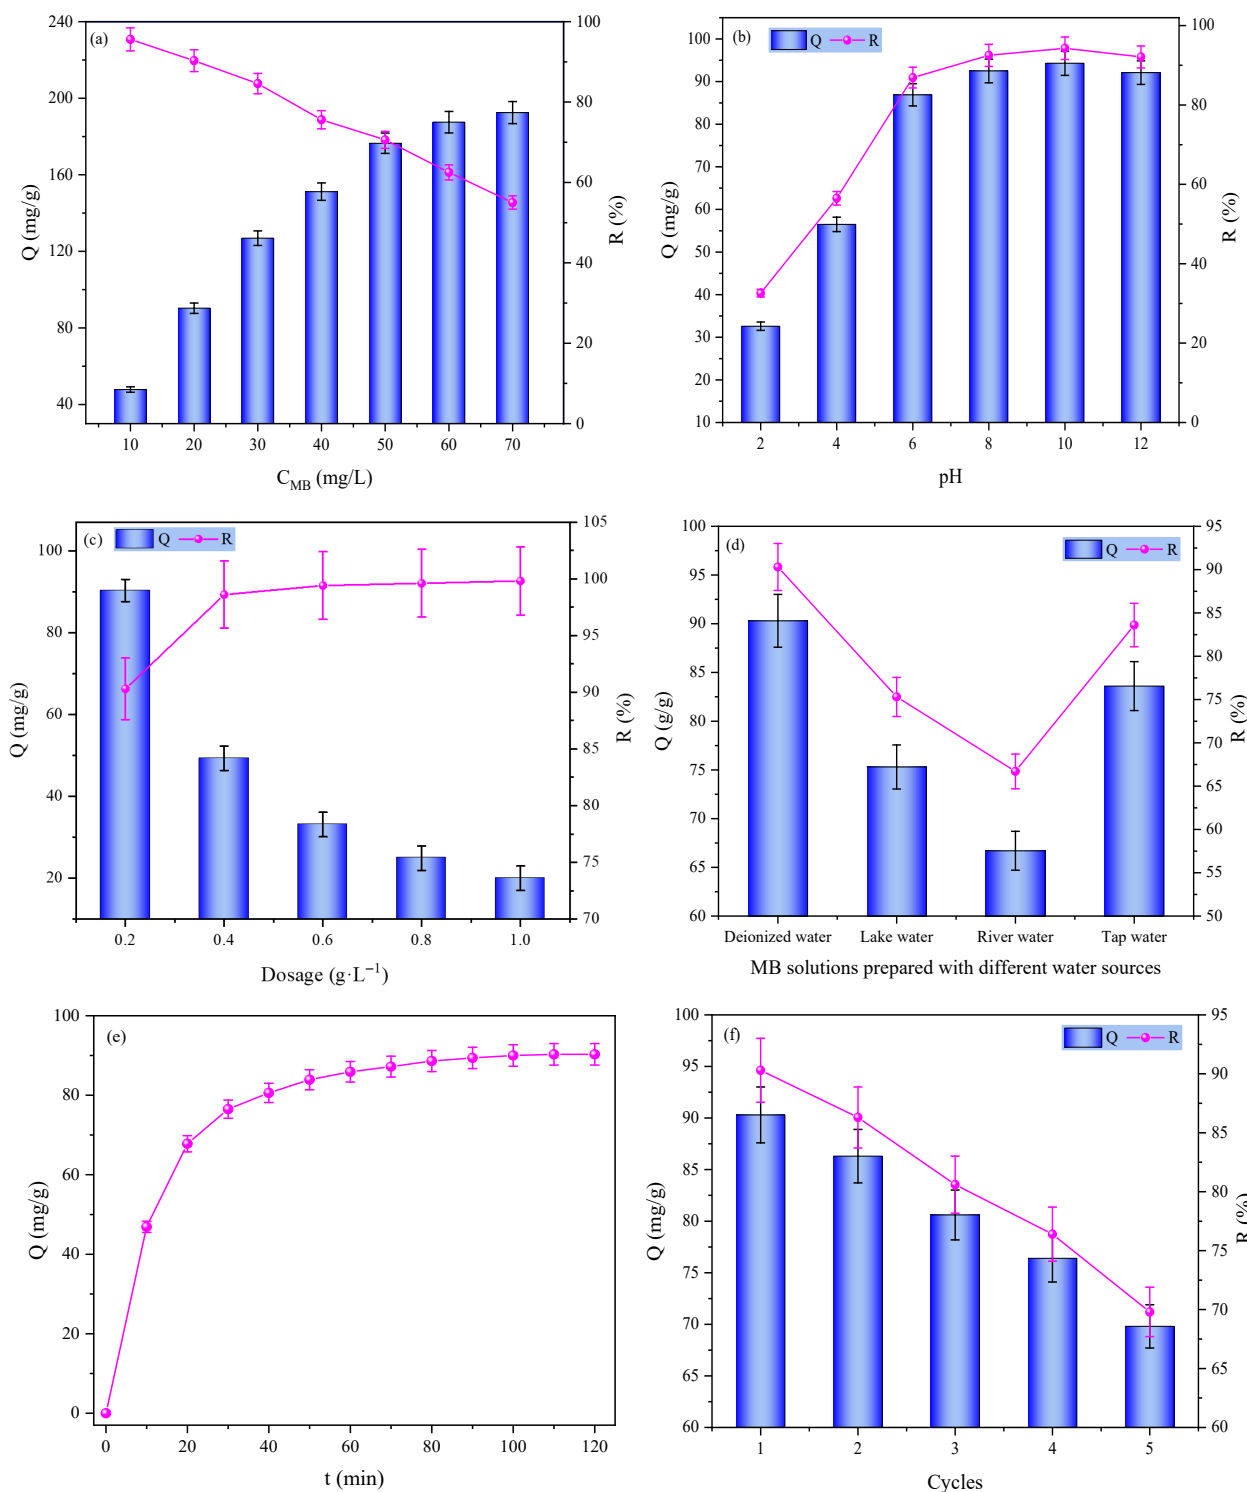 (a)
240
200
160
120
80
40
Q (mg/g)
100
80
60
40
20
0
R (%)
10 20 30 40 50 60 70
C_MB (mg/L)
(b)
Q R
100
90
80
70
60
50
40
30
20
10
Q (mg/g)
100
80
60
40
20
0
R (%)
2 4 6 8 10 12
pH
(c)
Q R
100
80
60
40
20
Q (mg/g)
105
100
95
90
85
80
75
70
R (%)
0.2 0.4 0.6 0.8 1.0
Dosage (g·L⁻¹)
(d)
Q R
100
95
90
85
80
75
70
65
60
Q (g/g)
95
90
85
80
75
70
65
60
55
50
R (%)
Deionized water Lake water River water Tap water
MB solutions prepared with different water sources
(e)
100
80
60
40
20
0
Q (mg/g)
0 20 40 60 80 100 120
t (min)
(f)
Q R
100
95
90
85
80
75
70
65
60
Q (mg/g)
95
90
85
80
75
70
65
60
R (%)
1 2 3 4 5
Cycles